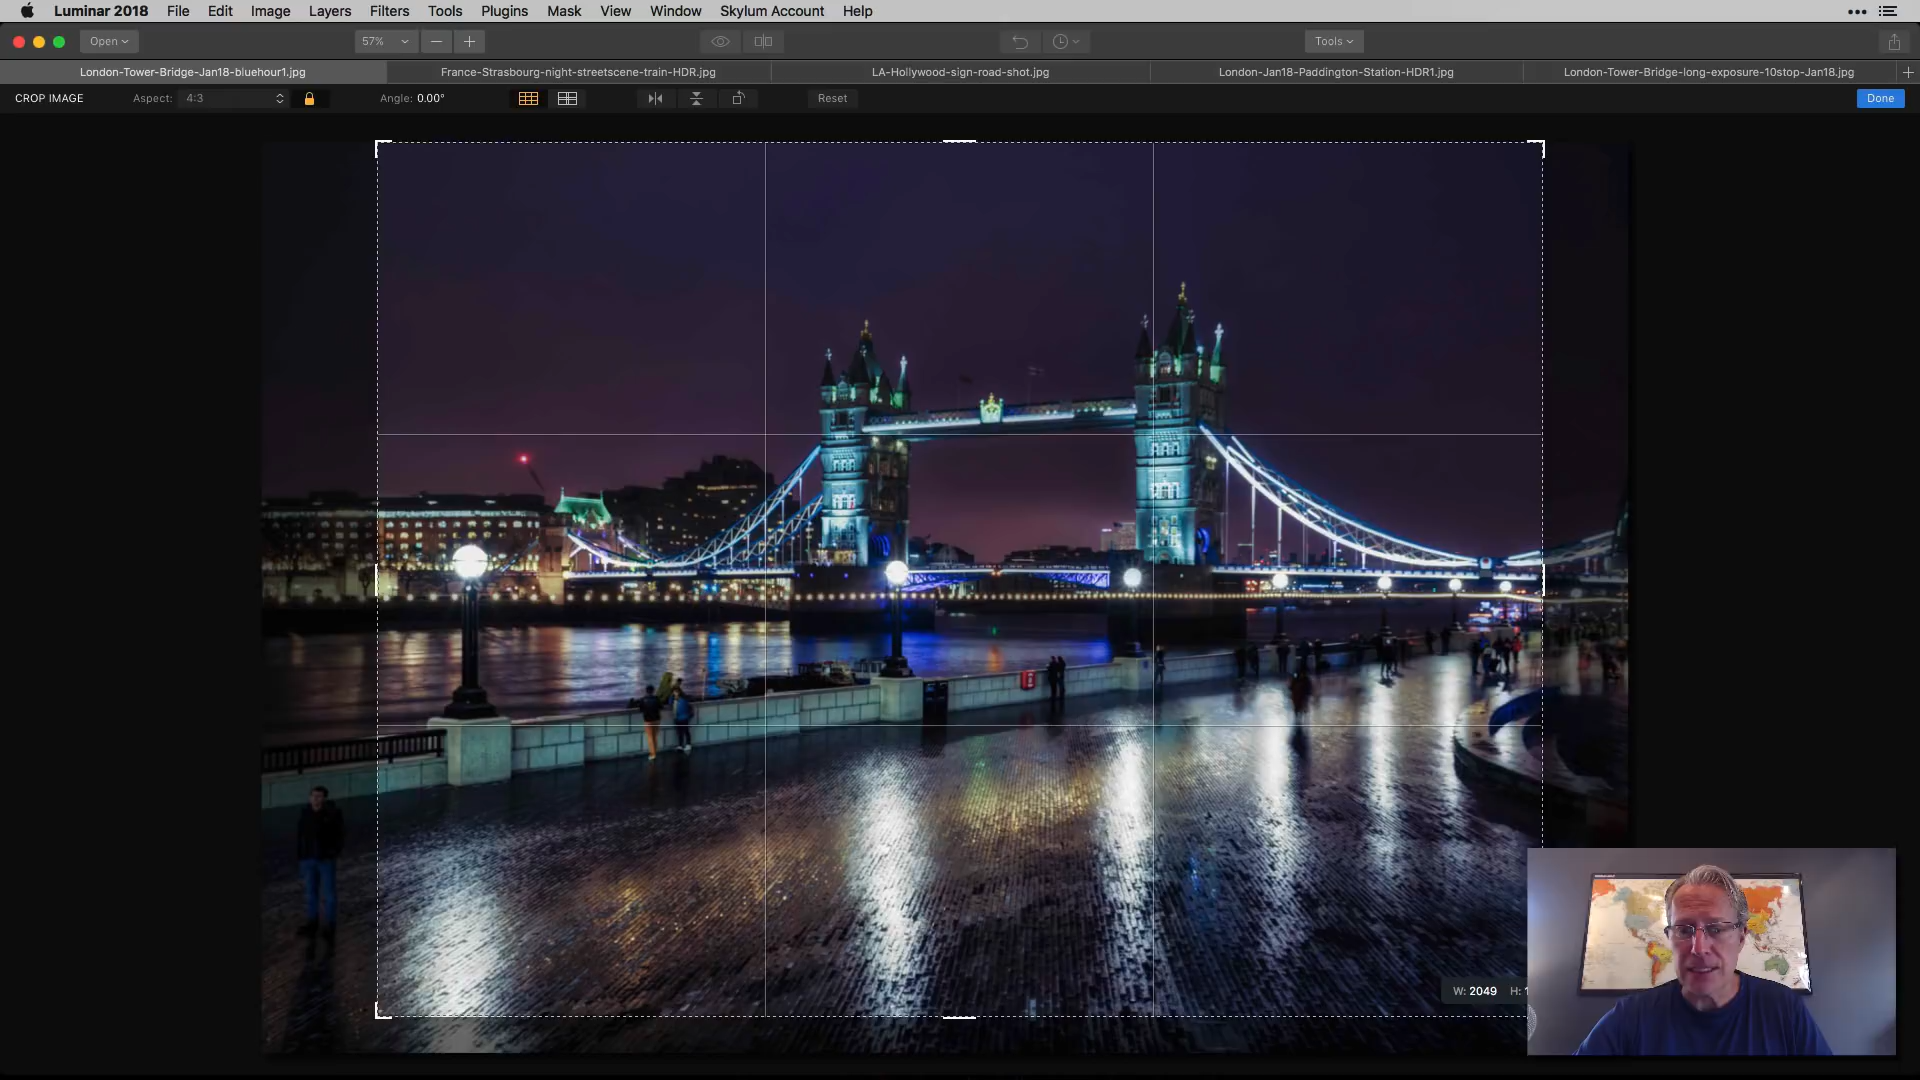 Luminar 2018 File Edit Image Layers Filters Tools Plugins Mask View Window Skylum Account Help
Open 57% Tools
London-Tower-Bridge-Jan18-bluehour1.jpg France-Strasbourg-night-streetscene-train-HDR.jpg LA-Hollywood-sign-road-shot.jpg London-Jan18-Paddington-Station-HDR1.jpg London-Tower-Bridge-long-exposure-10stop-Jan18.jpg
CROP IMAGE Aspect: 4:3 Angle: 0.00° Reset Done
W: 2049 H: